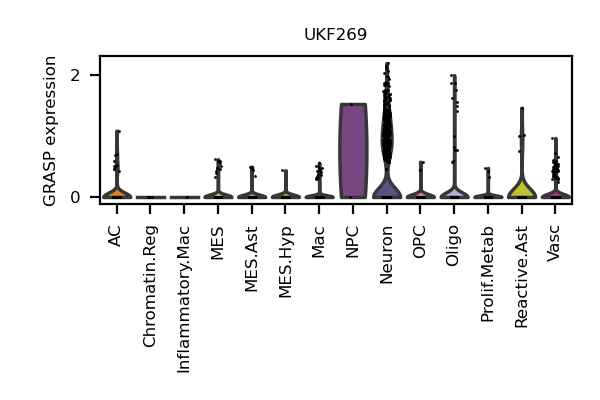 UKF269
GRASP expression
2
0
AC
Chromatin.Reg
Inflammatory.Mac
MES
MES.Ast
MES.Hyp
Mac
NPC
Neuron
OPC
Oligo
Prolif.Metab
Reactive.Ast
Vasc